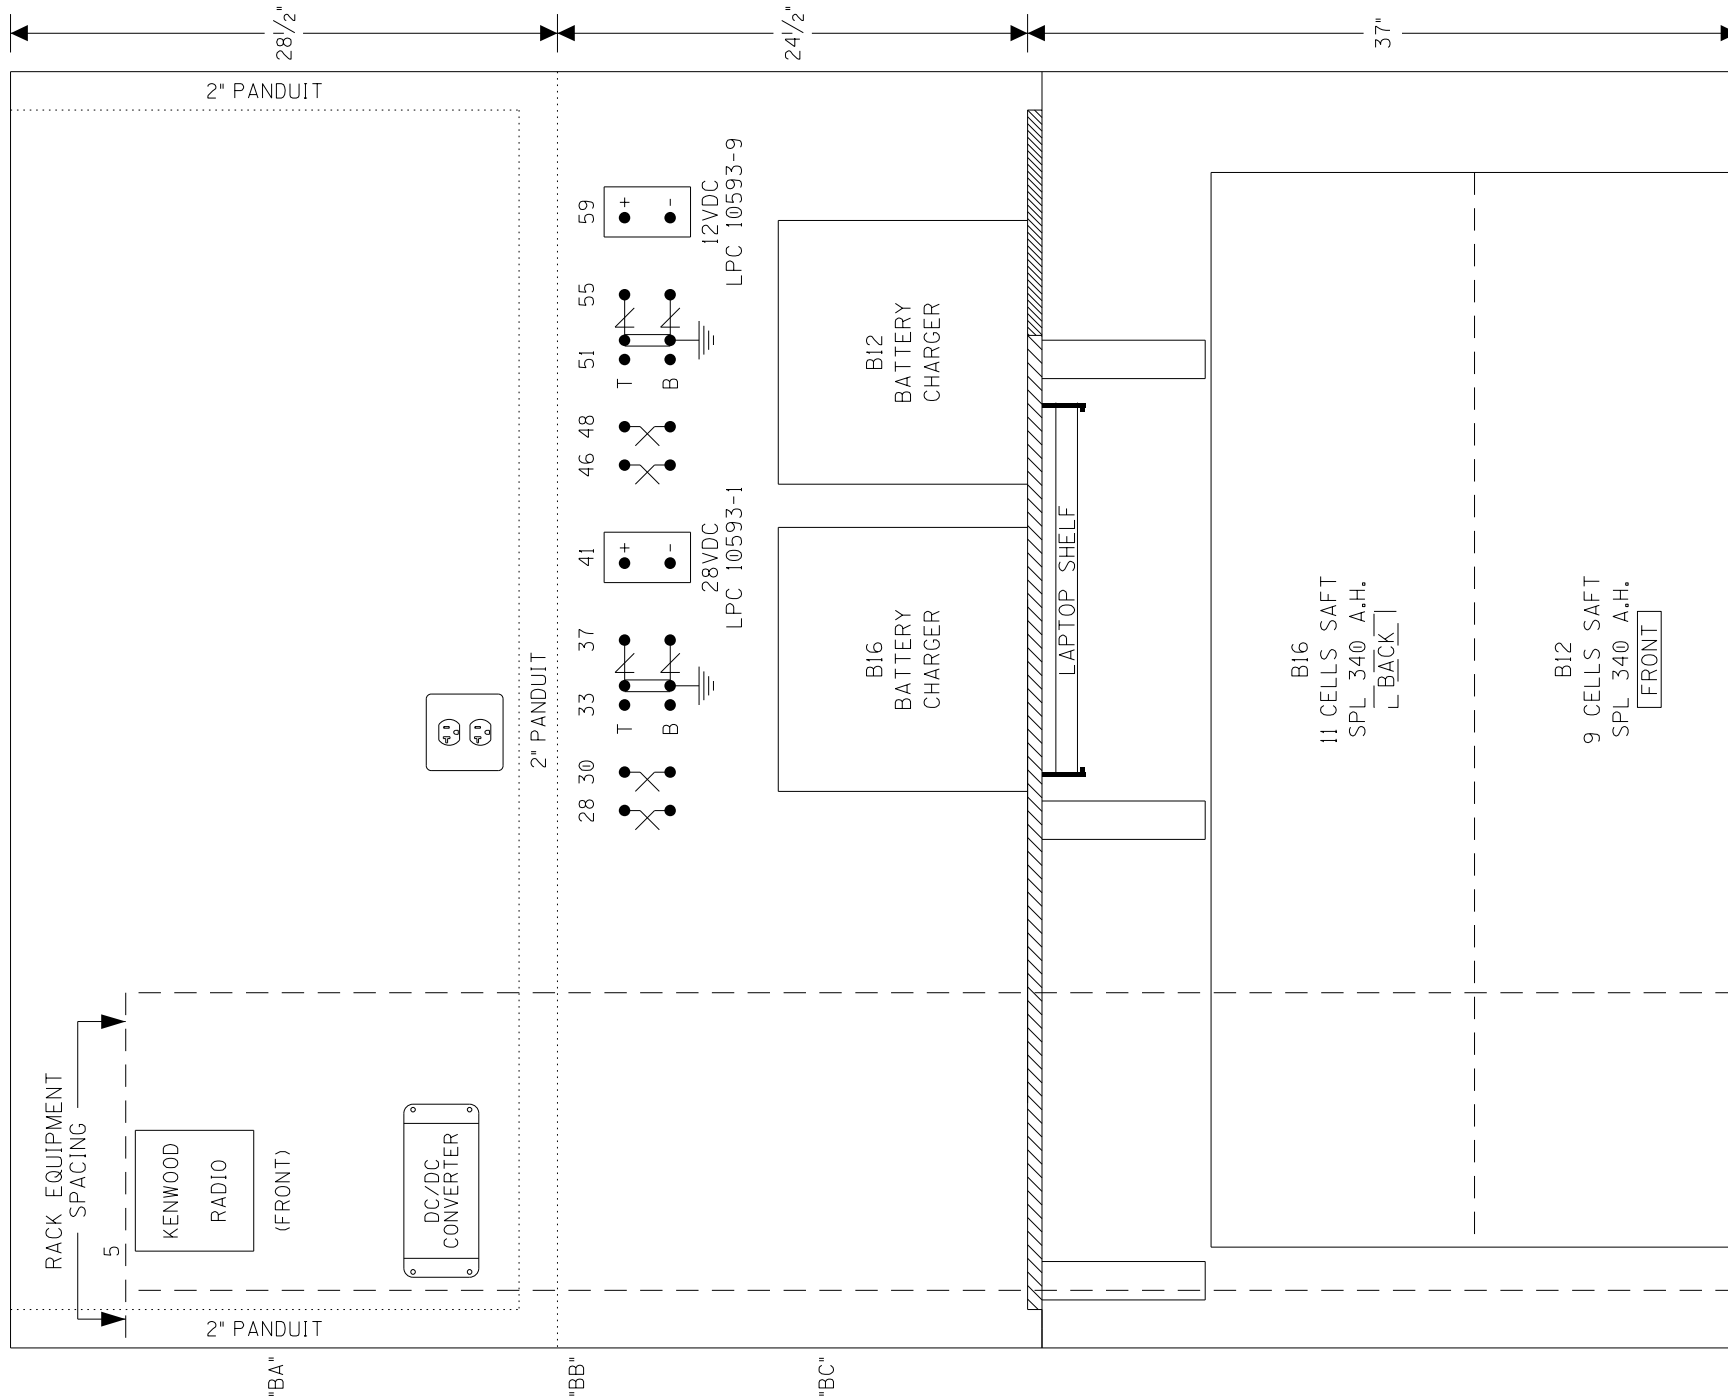 28½"
24½"
37"
2" PANDUIT
RACK EQUIPMENT
SPACING
5
KENWOOD
RADIO
(FRONT)
DC/DC
CONVERTER
2" PANDUIT
2" PANDUIT
"BA"
"BB"
"BC"
28
30
33
37
41
46
48
51
55
59
T
B
+
-
28VDC
LPC 10593-1
T
B
+
-
12VDC
LPC 10593-9
B16
BATTERY
CHARGER
B12
BATTERY
CHARGER
LAPTOP SHELF
B16
11 CELLS SAFT
SPL 340 A.H.
BACK
B12
9 CELLS SAFT
SPL 340 A.H.
FRONT